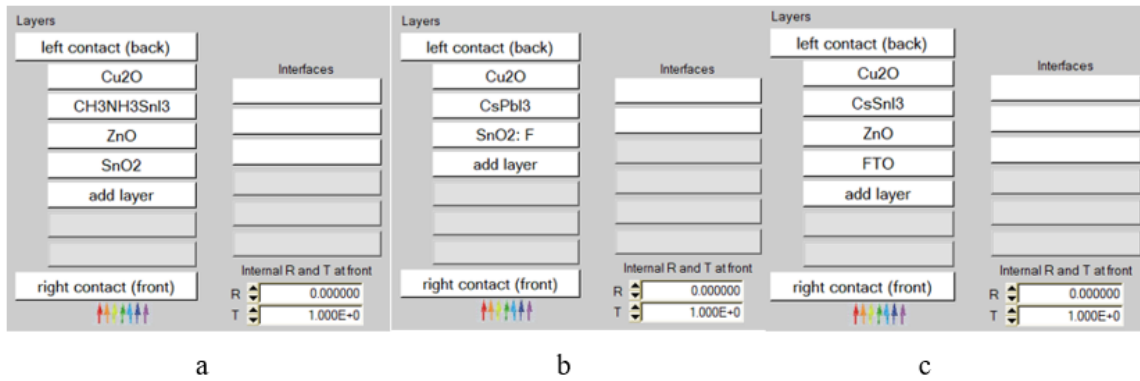 Layers
left contact (back)
Interfaces
Cu2O
CH3NH3SnI3
ZnO
SnO2
add layer
Internal R and T at front
right contact (front)
R 0.000000
T 1.000E+0
a
Layers
left contact (back)
Interfaces
Cu2O
CsPbI3
SnO2: F
add layer
Internal R and T at front
right contact (front)
R 0.000000
T 1.000E+0
b
Layers
left contact (back)
Interfaces
Cu2O
CsSnI3
ZnO
FTO
add layer
Internal R and T at front
right contact (front)
R 0.000000
T 1.000E+0
c